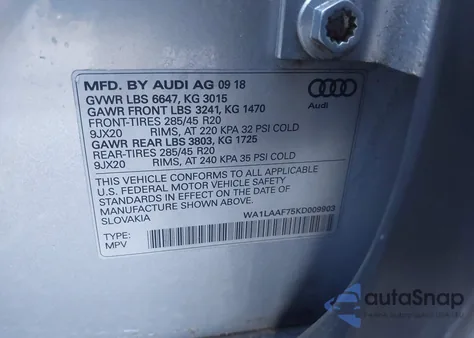 MFD. BY AUDI AG 09 18
GVWR LBS 6647, KG 3015
GAWR FRONT LBS 3241, KG 1470
FRONT-TIRES 285/45 R20
9JX20 RIMS, AT 220 KPA 32 PSI COLD
GAWR REAR LBS 3803, KG 1725
REAR-TIRES 285/45 R20
9JX20 RIMS, AT 240 KPA 35 PSI COLD
THIS VEHICLE CONFORMS TO ALL APPLICABLE
U.S. FEDERAL MOTOR VEHICLE SAFETY
STANDARDS IN EFFECT ON THE DATE OF
MANUFACTURE SHOWN ABOVE.
SLOVAKIA
WA1LAAF75KD009903
TYPE:
MPV
Audi
autoSnap